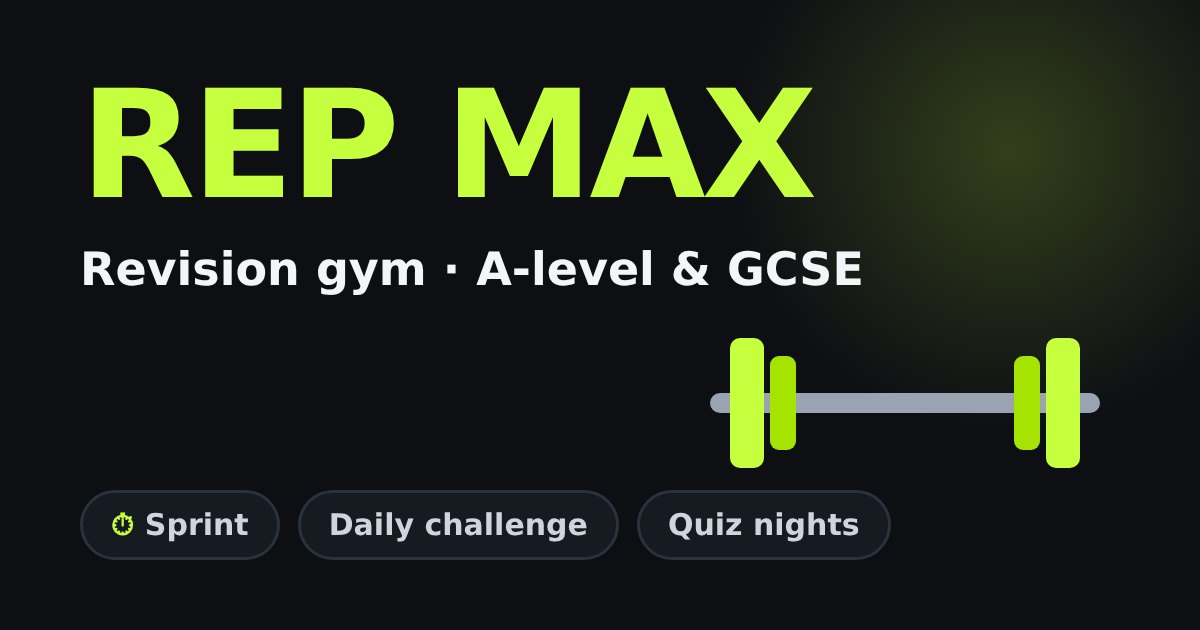 REP MAX
Revision gym · A-level & GCSE
⏱ Sprint
Daily challenge
Quiz nights